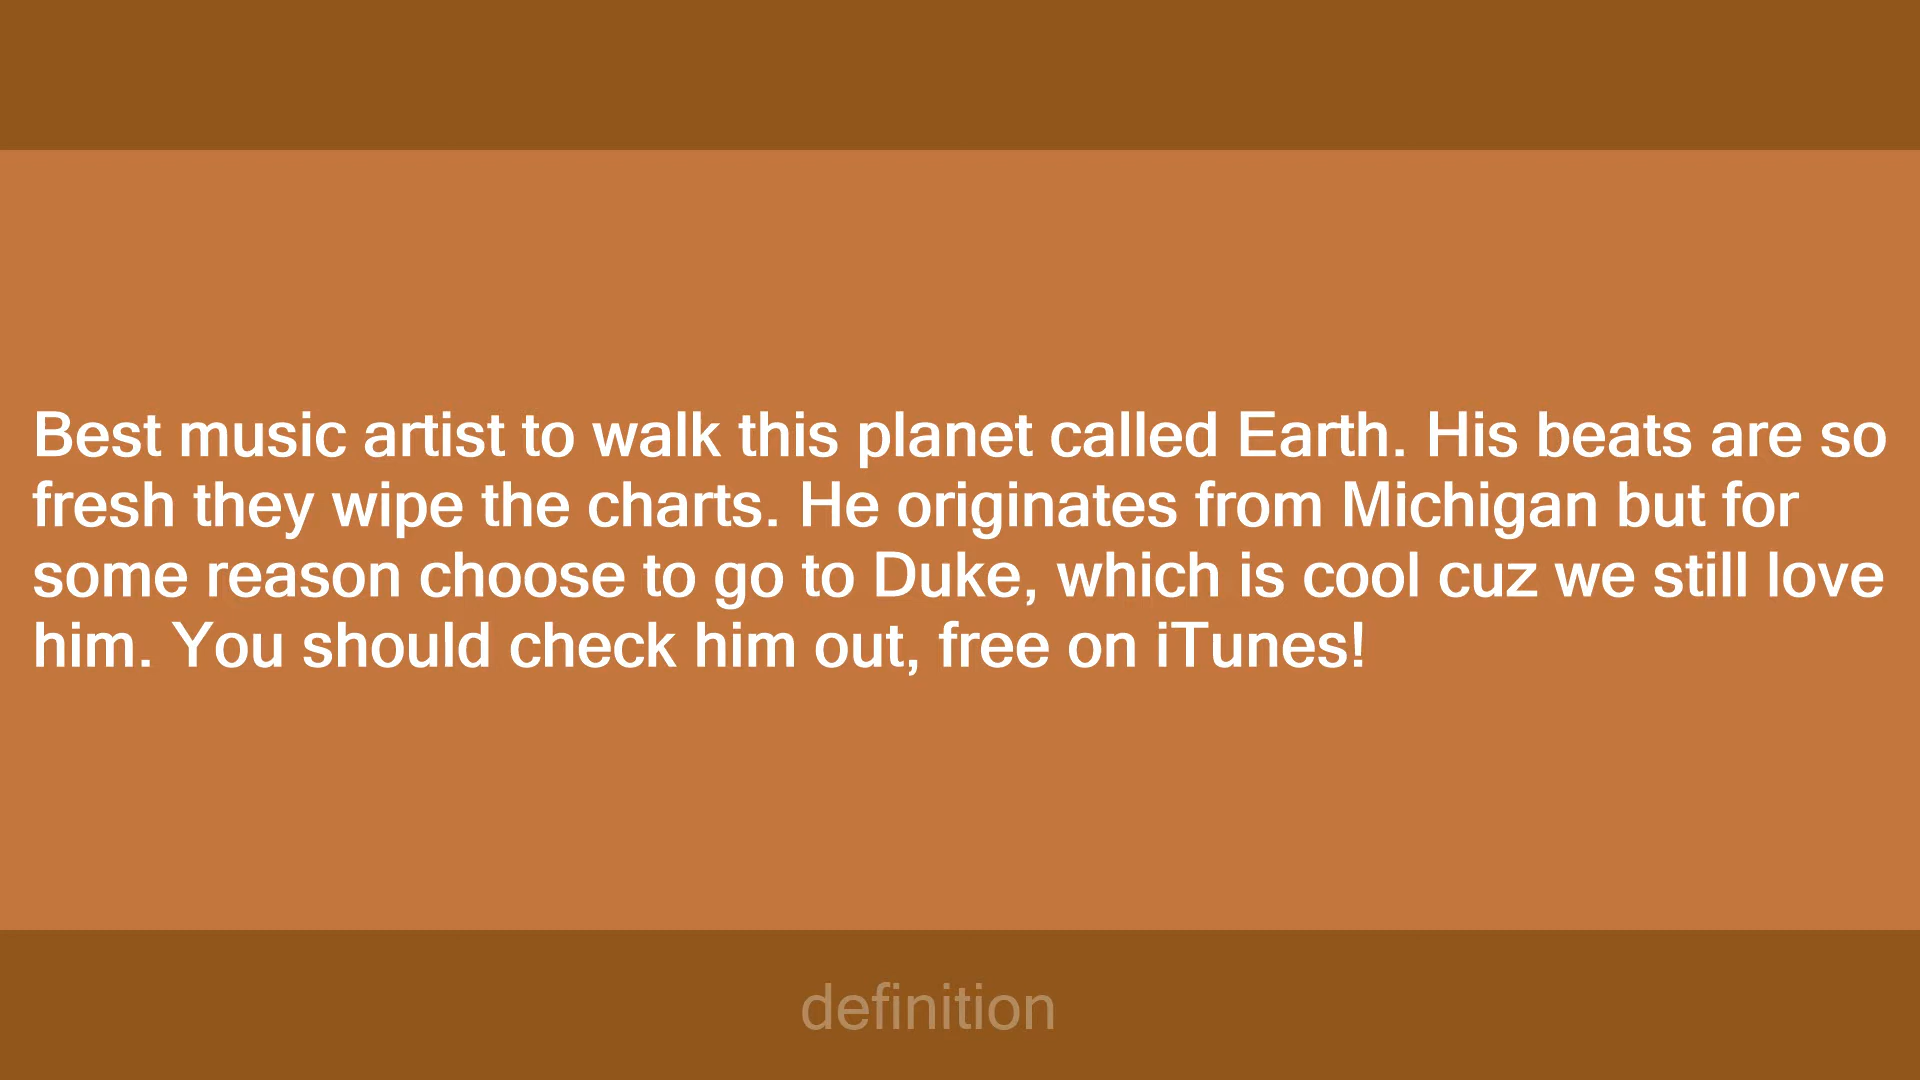 Best music artist to walk this planet called Earth. His beats are so
fresh they wipe the charts. He originates from Michigan but for
some reason choose to go to Duke, which is cool cuz we still love
him. You should check him out, free on iTunes!
definition